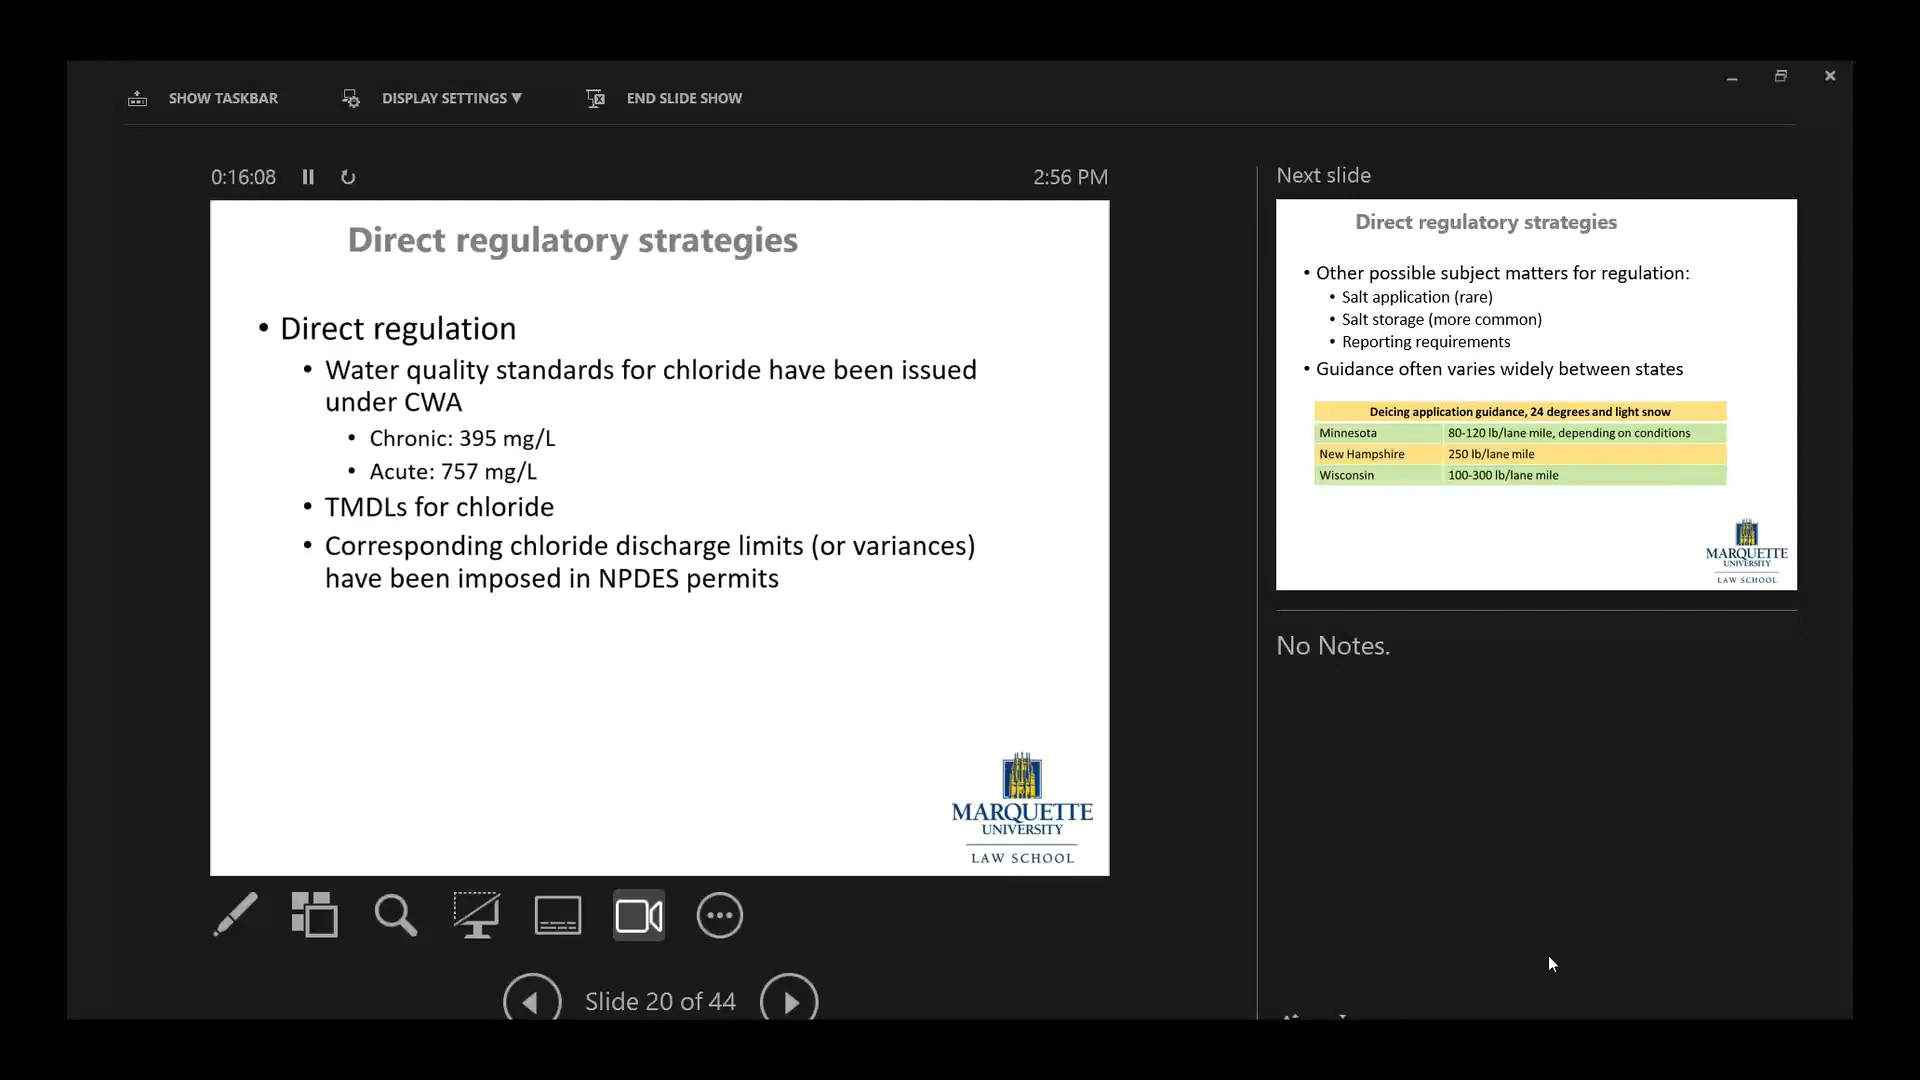 SHOW TASKBAR
DISPLAY SETTINGS ▼
END SLIDE SHOW
0:16:08
2:56 PM
Direct regulatory strategies
• Direct regulation
• Water quality standards for chloride have been issued
under CWA
• Chronic: 395 mg/L
• Acute: 757 mg/L
• TMDLs for chloride
• Corresponding chloride discharge limits (or variances)
have been imposed in NPDES permits
MARQUETTE
UNIVERSITY
LAW SCHOOL
Slide 20 of 44
Next slide
Direct regulatory strategies
• Other possible subject matters for regulation:
• Salt application (rare)
• Salt storage (more common)
• Reporting requirements
• Guidance often varies widely between states
Deicing application guidance, 24 degrees and light snow
Minnesota 80-120 lb/lane mile, depending on conditions
New Hampshire 250 lb/lane mile
Wisconsin 100-300 lb/lane mile
MARQUETTE
UNIVERSITY
LAW SCHOOL
No Notes.